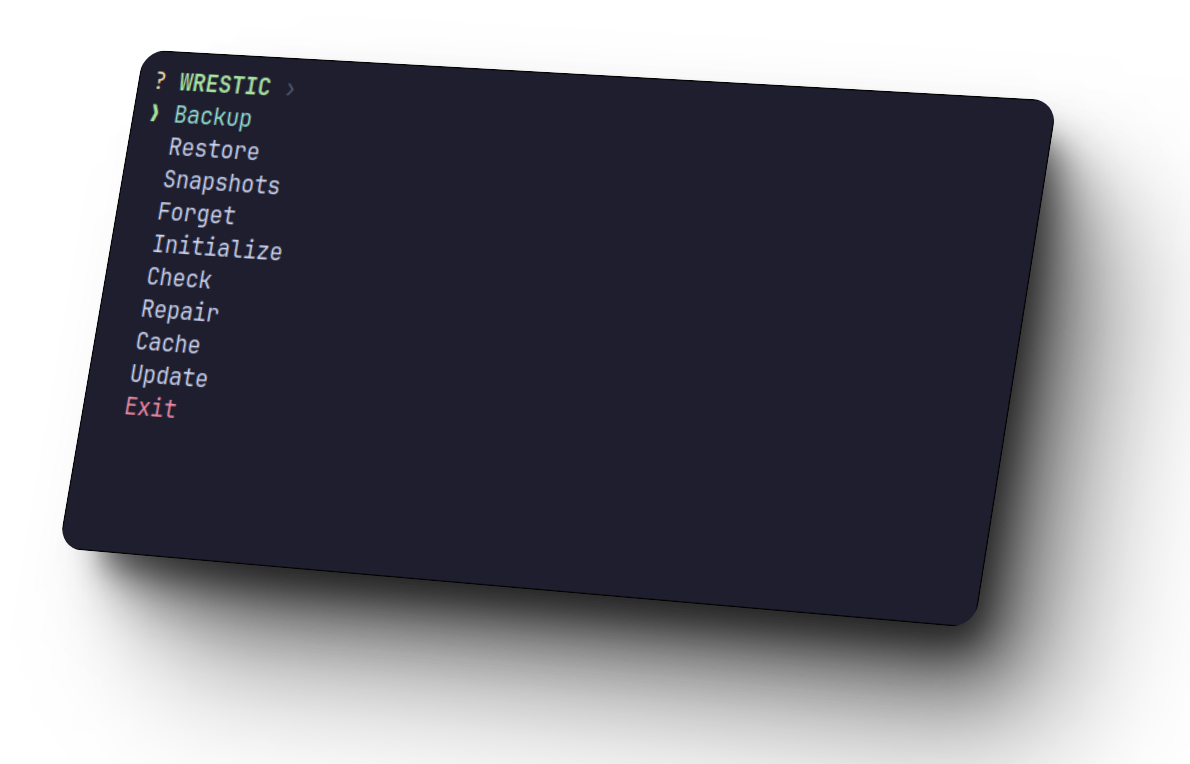 ? WRESTIC ›
❯ Backup
Restore
Snapshots
Forget
Initialize
Check
Repair
Cache
Update
Exit